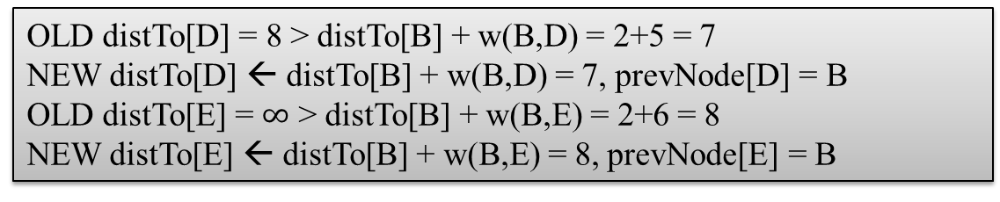 OLD distTo[D] = 8 > distTo[B] + w(B,D) = 2+5 = 7
NEW distTo[D] ← distTo[B] + w(B,D) = 7, prevNode[D] = B
OLD distTo[E] = ∞ > distTo[B] + w(B,E) = 2+6 = 8
NEW distTo[E] ← distTo[B] + w(B,E) = 8, prevNode[E] = B